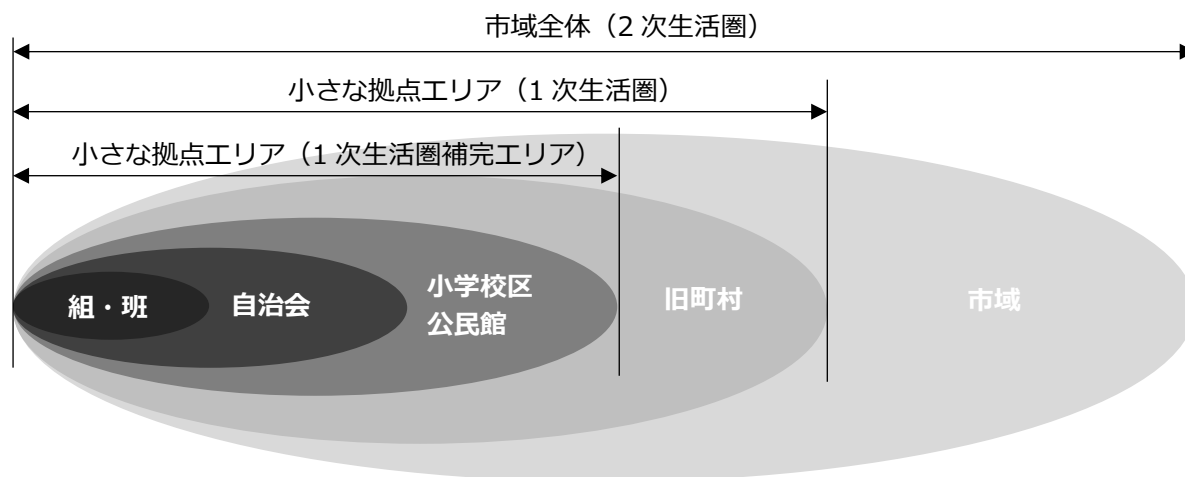 市域全体（2 次生活圏）
小さな拠点エリア（1 次生活圏）
小さな拠点エリア（1 次生活圏補完エリア）
組・班
自治会
小学校区
公民館
旧町村
市域